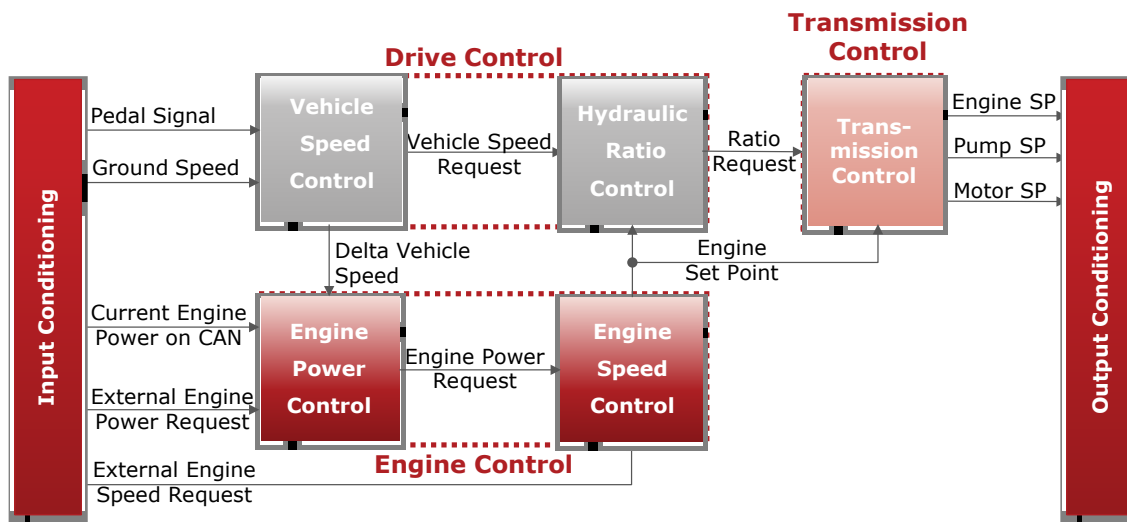 Transmission
Control
Drive Control
Input Conditioning
Pedal Signal
Ground Speed
Vehicle
Speed
Control
Vehicle Speed
Request
Hydraulic
Ratio
Control
Ratio
Request
Trans-
mission
Control
Engine SP
Pump SP
Motor SP
Output Conditioning
Delta Vehicle
Speed
Engine
Set Point
Current Engine
Power on CAN
External Engine
Power Request
Engine
Power
Control
Engine Power
Request
Engine
Speed
Control
Engine Control
External Engine
Speed Request